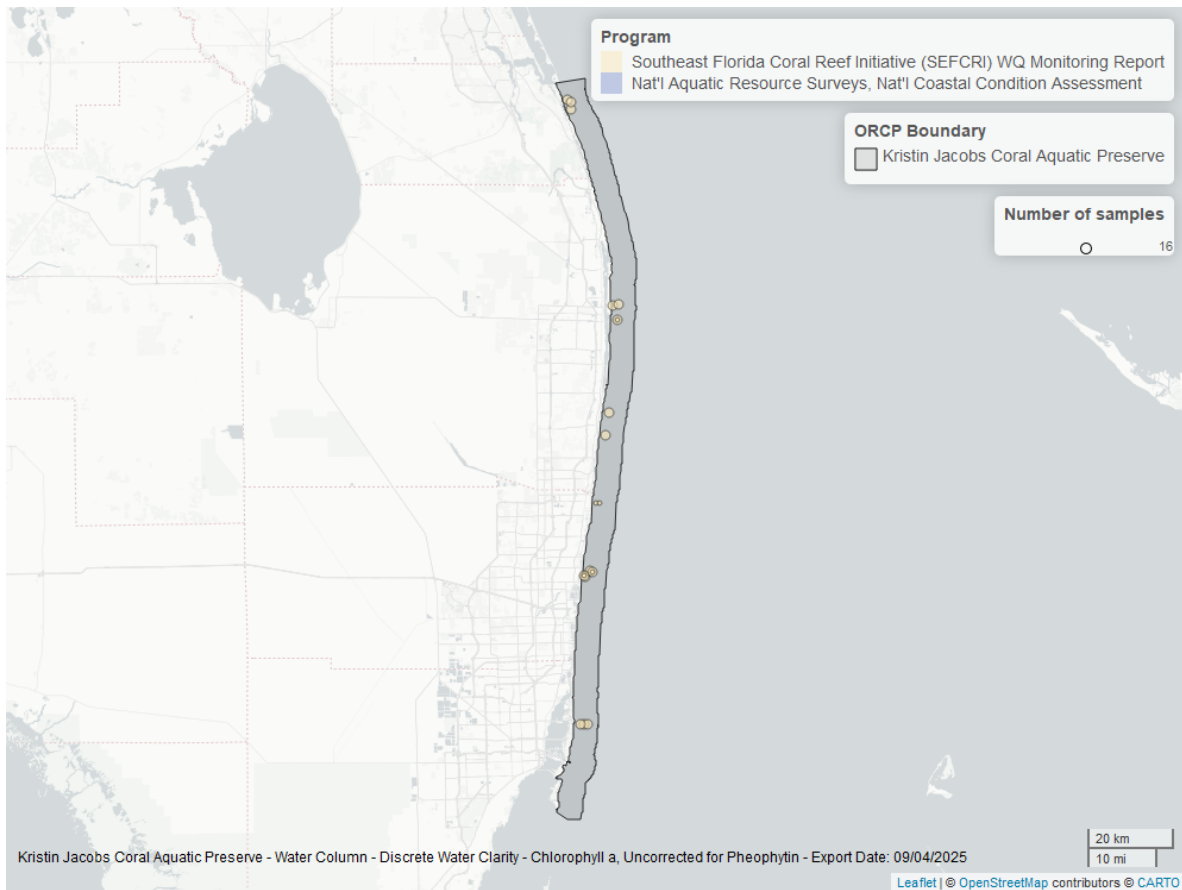 Program
Southeast Florida Coral Reef Initiative (SEFCRI) WQ Monitoring Report
Nat'l Aquatic Resource Surveys, Nat'l Coastal Condition Assessment
ORCP Boundary
Kristin Jacobs Coral Aquatic Preserve
Number of samples
16
20 km
10 mi
Kristin Jacobs Coral Aquatic Preserve - Water Column - Discrete Water Clarity - Chlorophyll a, Uncorrected for Pheophytin - Export Date: 09/04/2025
Leaflet | © OpenStreetMap contributors © CARTO